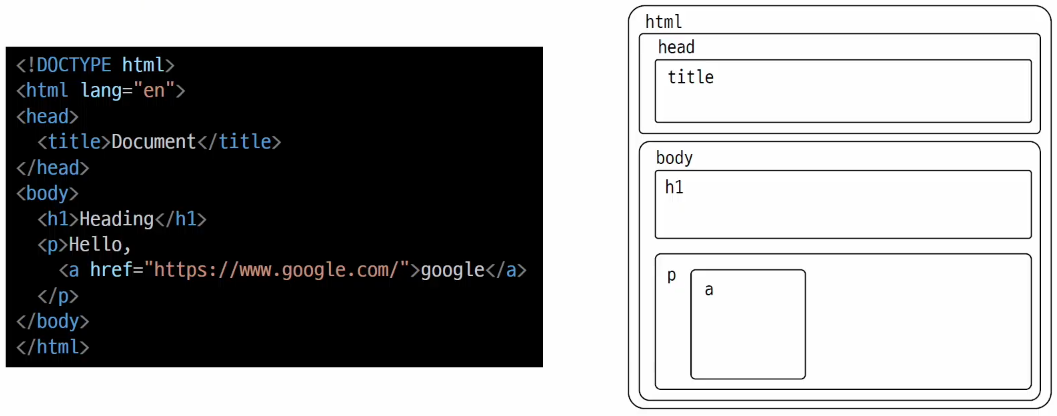 <!DOCTYPE html>
<html lang="en">
<head>
  <title>Document</title>
</head>
<body>
  <h1>Heading</h1>
  <p>Hello,
    <a href="https://www.google.com/">google</a>
  </p>
</body>
</html>
html
head
title
body
h1
p
a